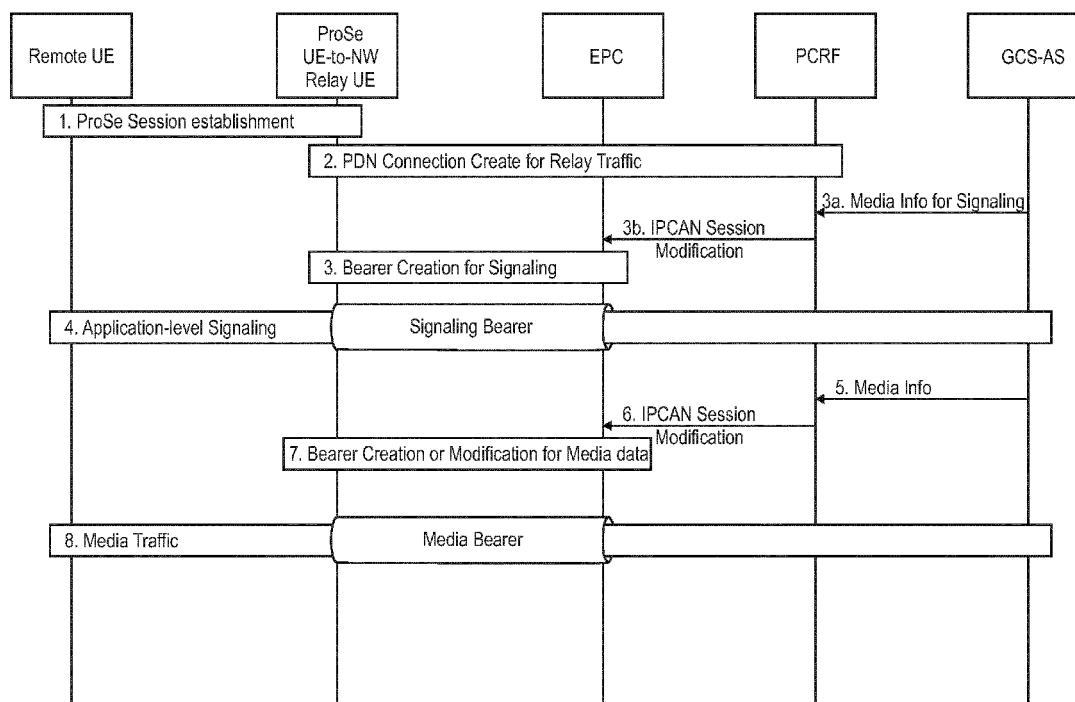 Remote UE
ProSe
UE-to-NW
Relay UE
EPC
PCRF
GCS-AS
1. ProSe Session establishment
2. PDN Connection Create for Relay Traffic
3a. Media Info for Signaling
3b. IPCAN Session
Modification
3. Bearer Creation for Signaling
4. Application-level Signaling
Signaling Bearer
5. Media Info
6. IPCAN Session
Modification
7. Bearer Creation or Modification for Media data
8. Media Traffic
Media Bearer